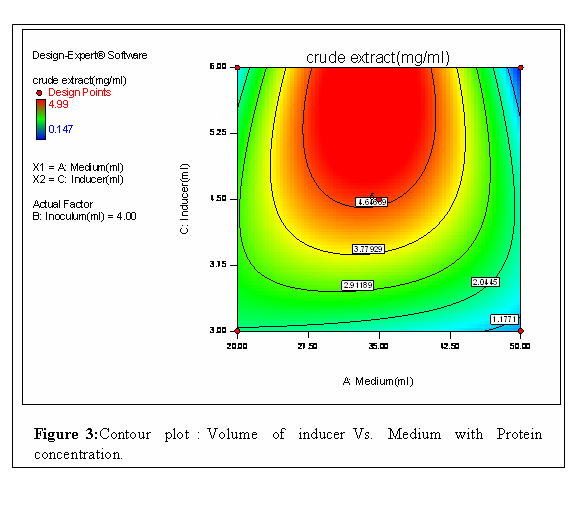 Design-Expert® Software
crude extract(mg/ml)
Design Points
4.99
0.147
X1 = A: Medium(ml)
X2 = C: Inducer(ml)
Actual Factor
B: Inoculum(ml) = 4.00
crude extract(mg/ml)
6.00
5.25
4.50
3.75
3.00
C: Inducer(ml)
3.77929
2.91189
2.0445
1.1771
20.00 27.50 35.00 42.50 50.00
A: Medium(ml)
Figure 3:Contour plot : Volume of inducer Vs. Medium with Protein
concentration.